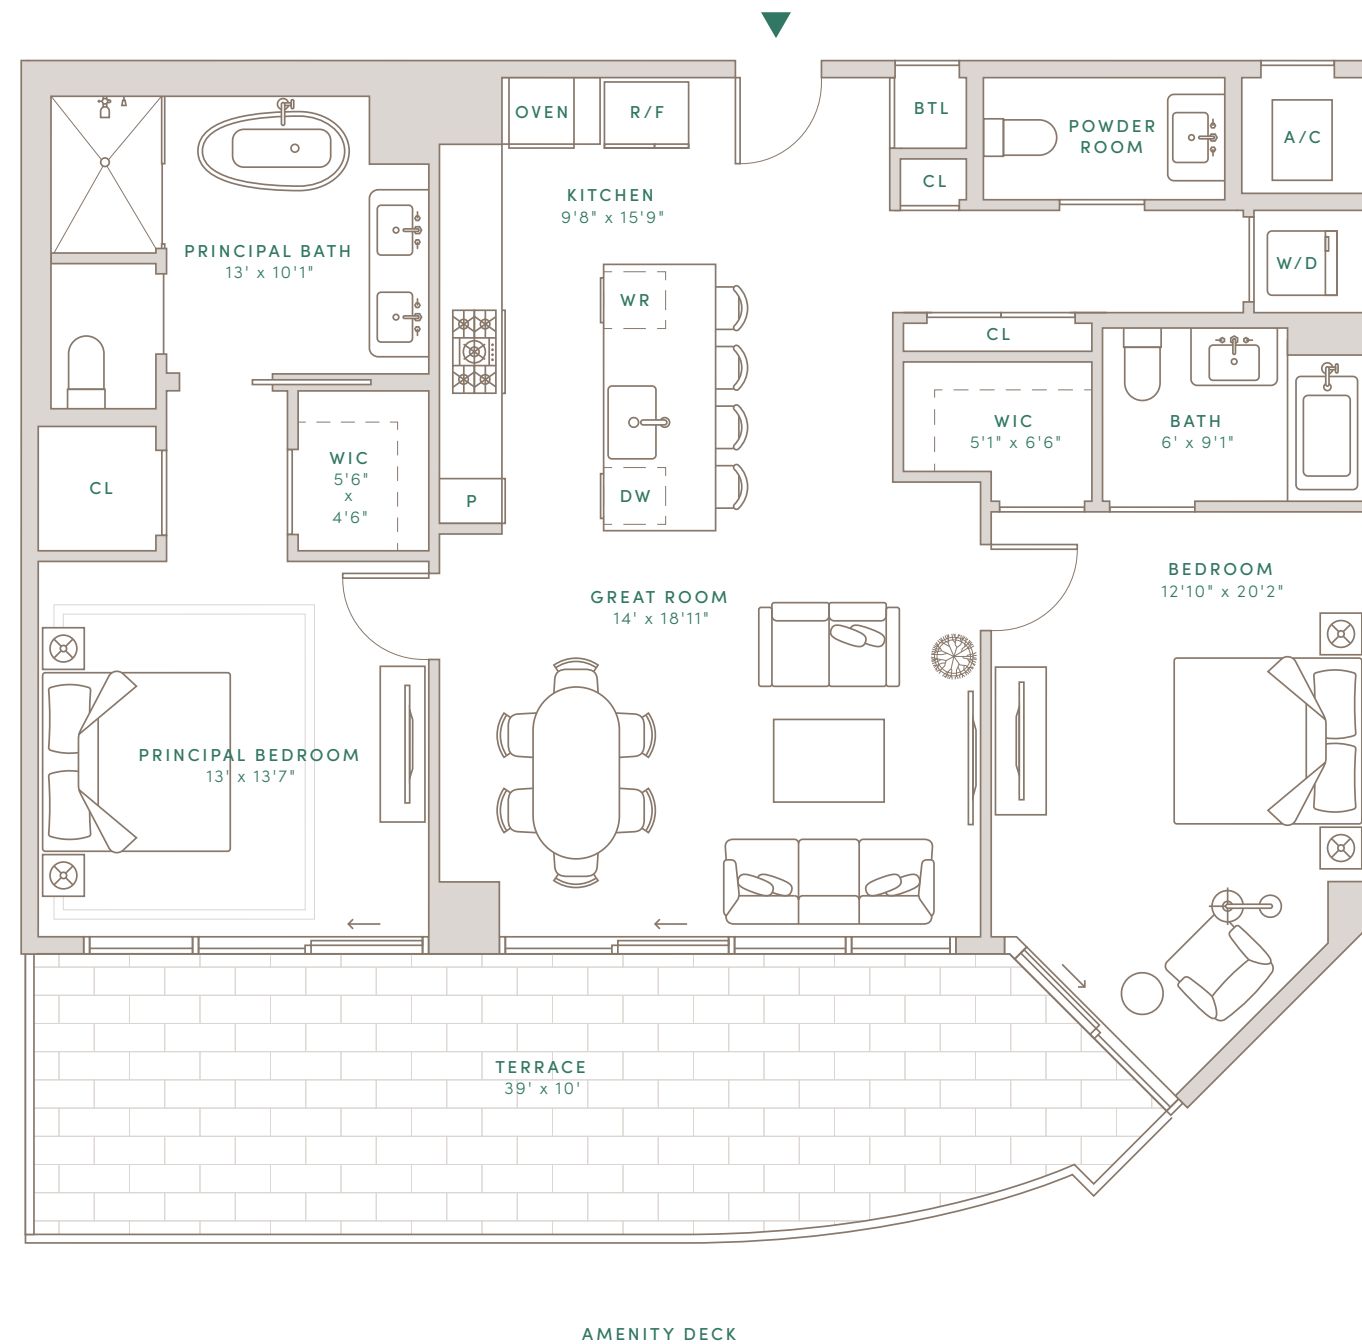 OVEN
R/F
BTL
POWDER
ROOM
A/C
CL
KITCHEN
9'8" x 15'9"
PRINCIPAL BATH
13' x 10'1"
W/D
WR
CL
WIC
5'1" x 6'6"
BATH
6' x 9'1"
WIC
5'6"
x
4'6"
CL
P
DW
BEDROOM
12'10" x 20'2"
GREAT ROOM
14' x 18'11"
PRINCIPAL BEDROOM
13' x 13'7"
TERRACE
39' x 10'
AMENITY DECK